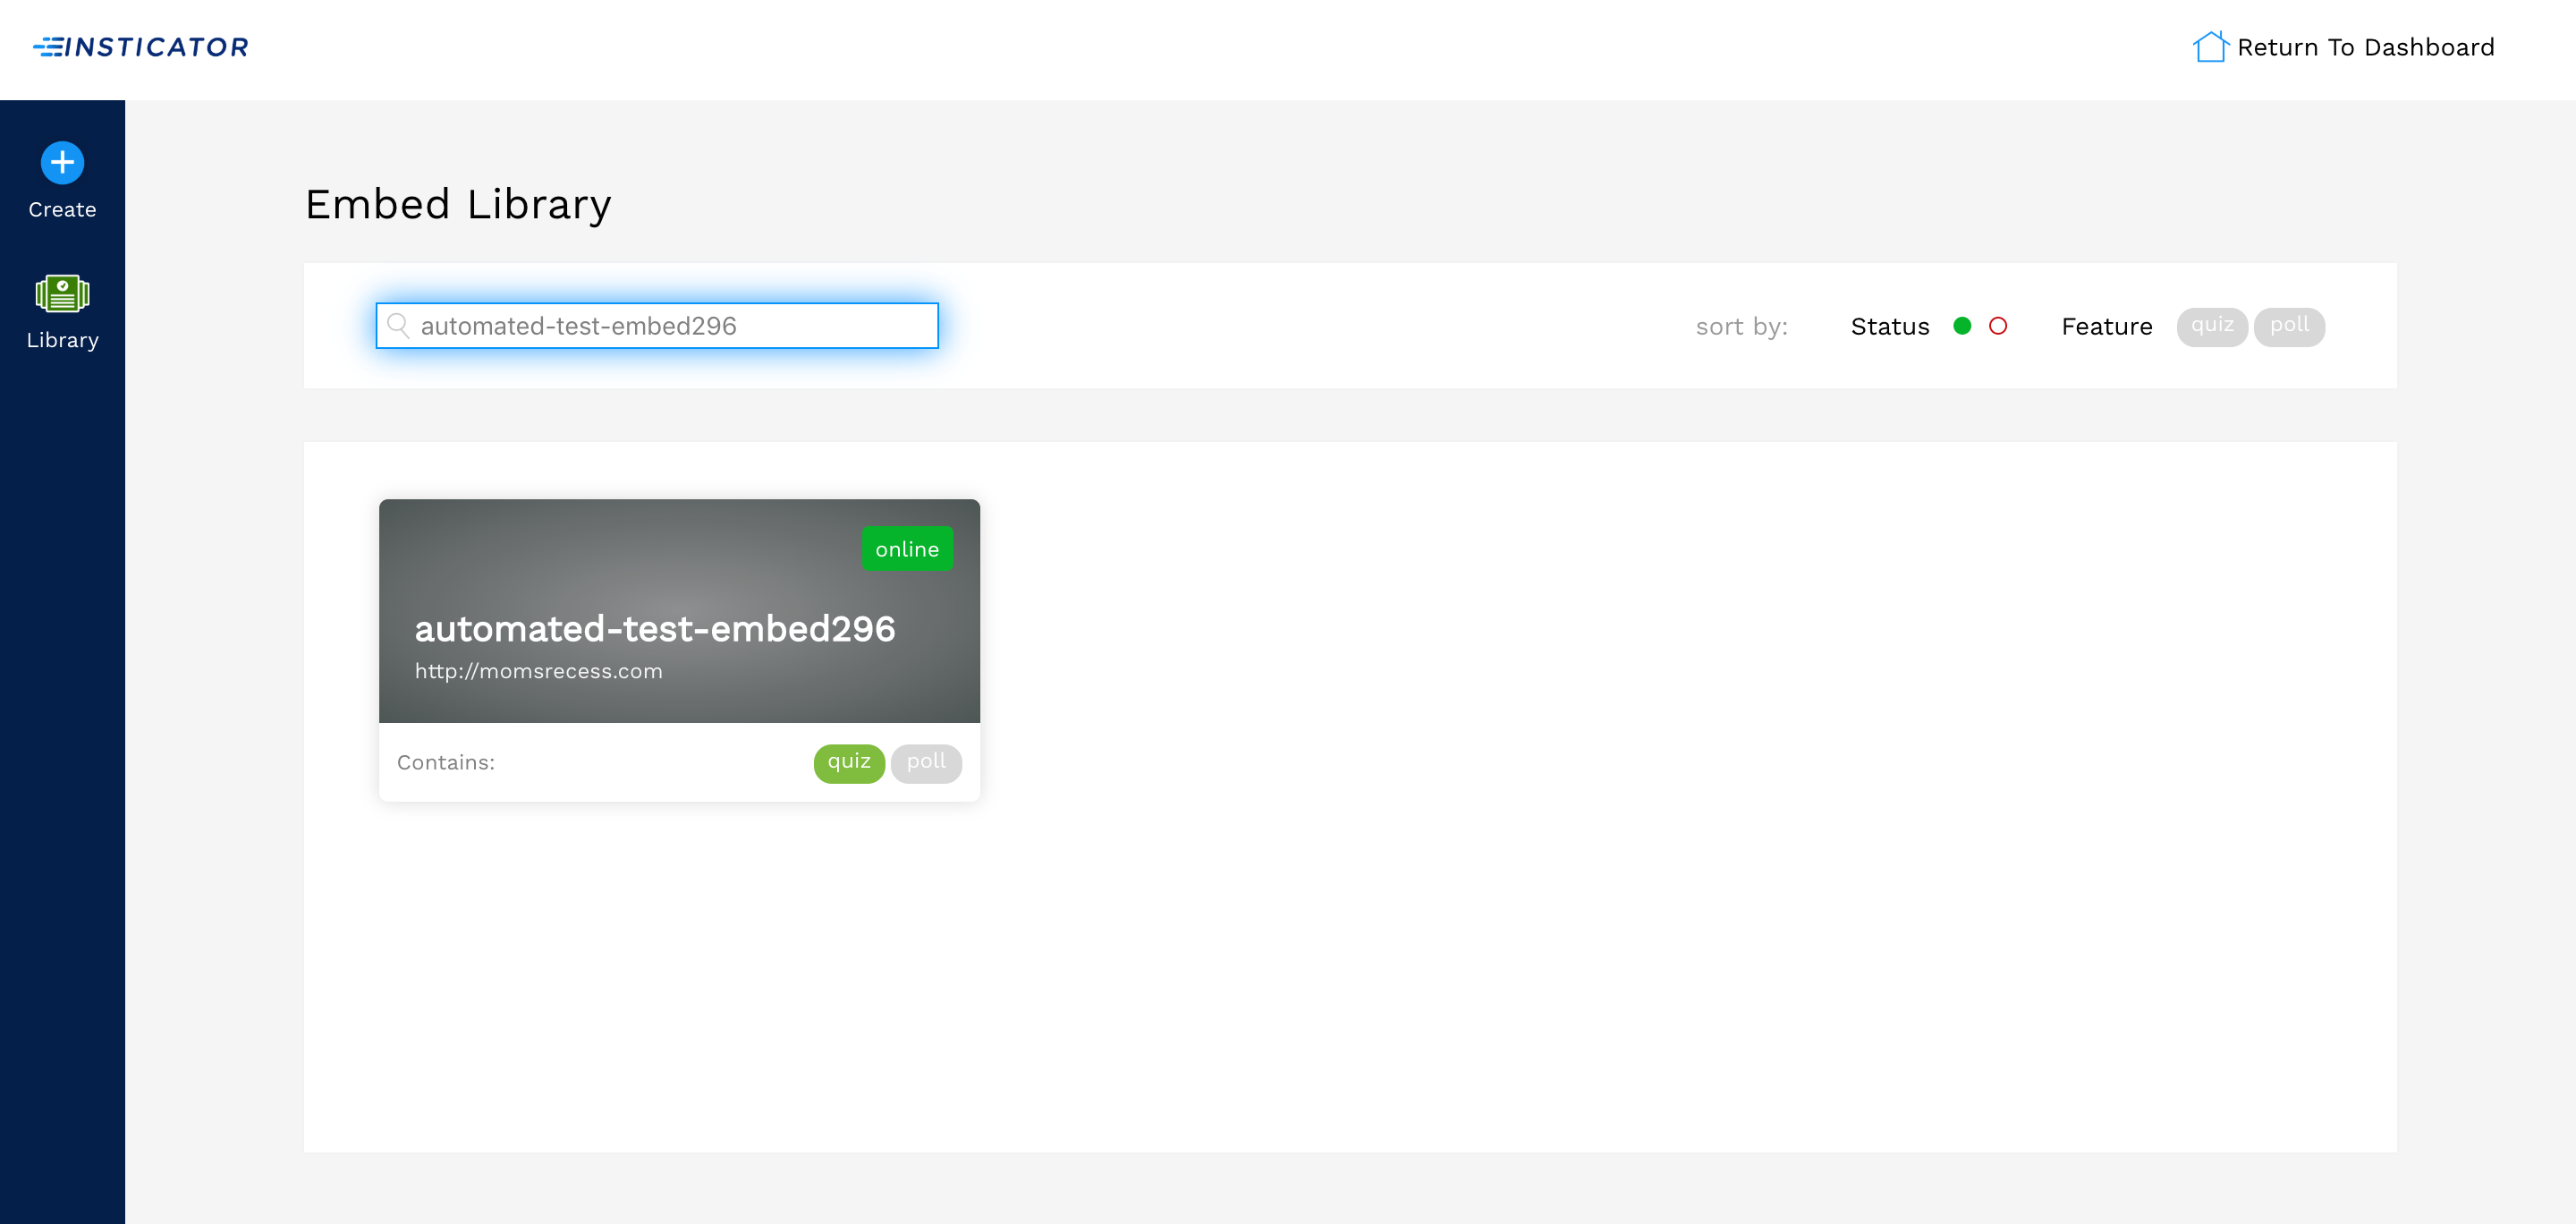 INSTICATOR
Return To Dashboard
Create
Library
Embed Library
automated-test-embed296
sort by:
Status
Feature
quiz
poll
online
automated-test-embed296
http://momsrecess.com
Contains:
quiz
poll